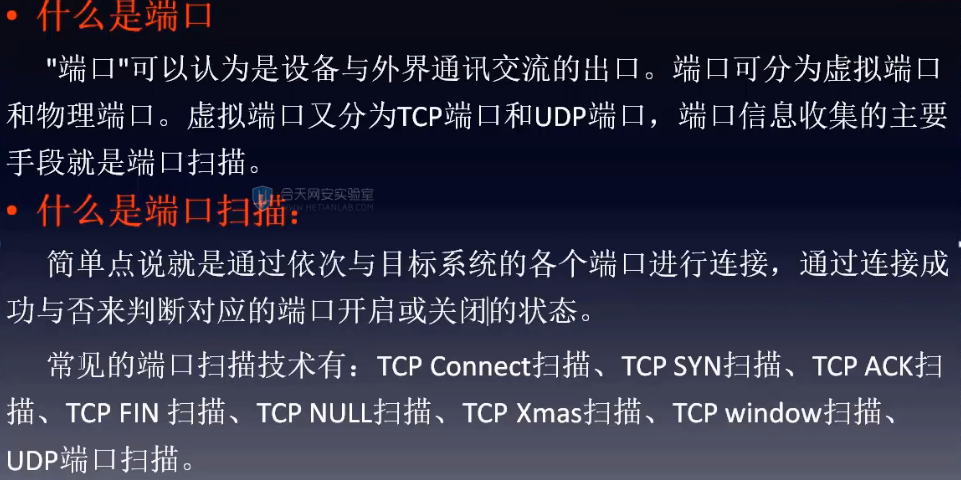 • 什么是端口
"端口"可以认为是设备与外界通讯交流的出口。端口可分为虚拟端口
和物理端口。虚拟端口又分为TCP端口和UDP端口，端口信息收集的主要
手段就是端口扫描。
合天网安实验室
WWW.HETIANLAB.COM
• 什么是端口扫描：
简单点说就是通过依次与目标系统的各个端口进行连接，通过连接成
功与否来判断对应的端口开启或关闭的状态。
常见的端口扫描技术有：TCP Connect扫描、TCP SYN扫描、TCP ACK扫
描、TCP FIN 扫描、TCP NULL扫描、TCP Xmas扫描、TCP window扫描、
UDP端口扫描。